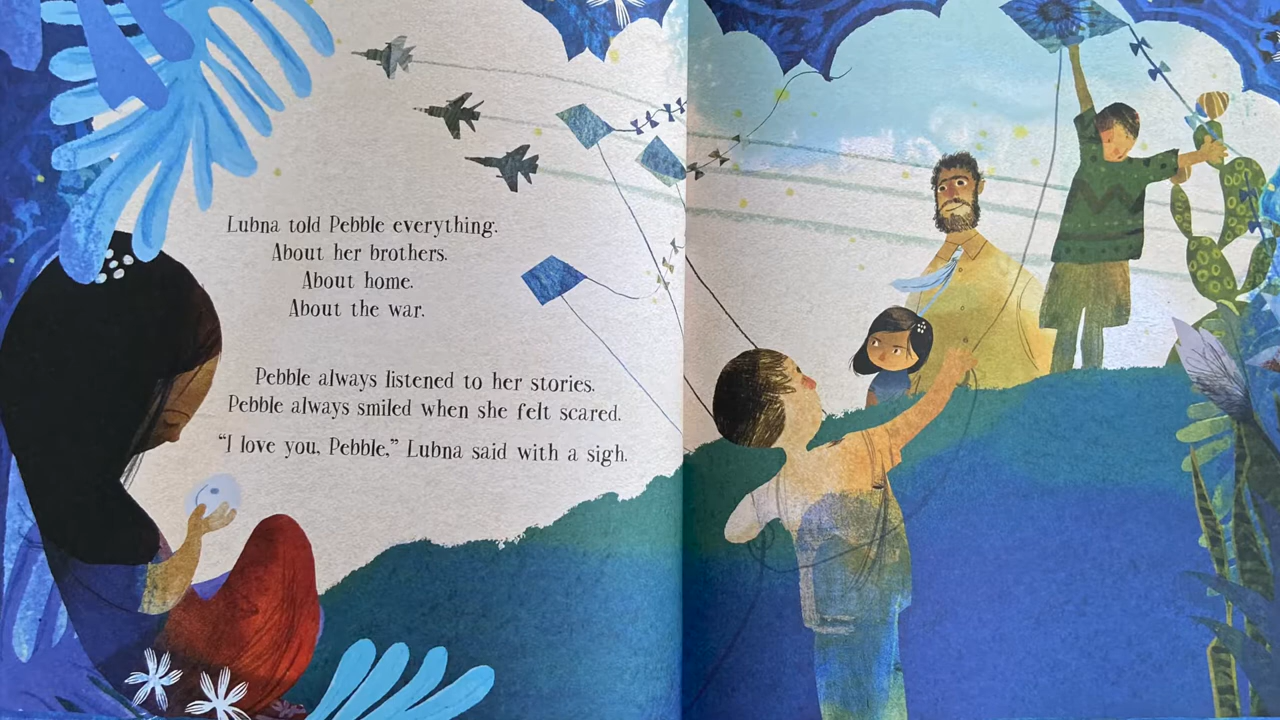 Lubna told Pebble everything.
About her brothers.
About home.
About the war.
Pebble always listened to her stories.
Pebble always smiled when she felt scared.
“I love you, Pebble,” Lubna said with a sigh.